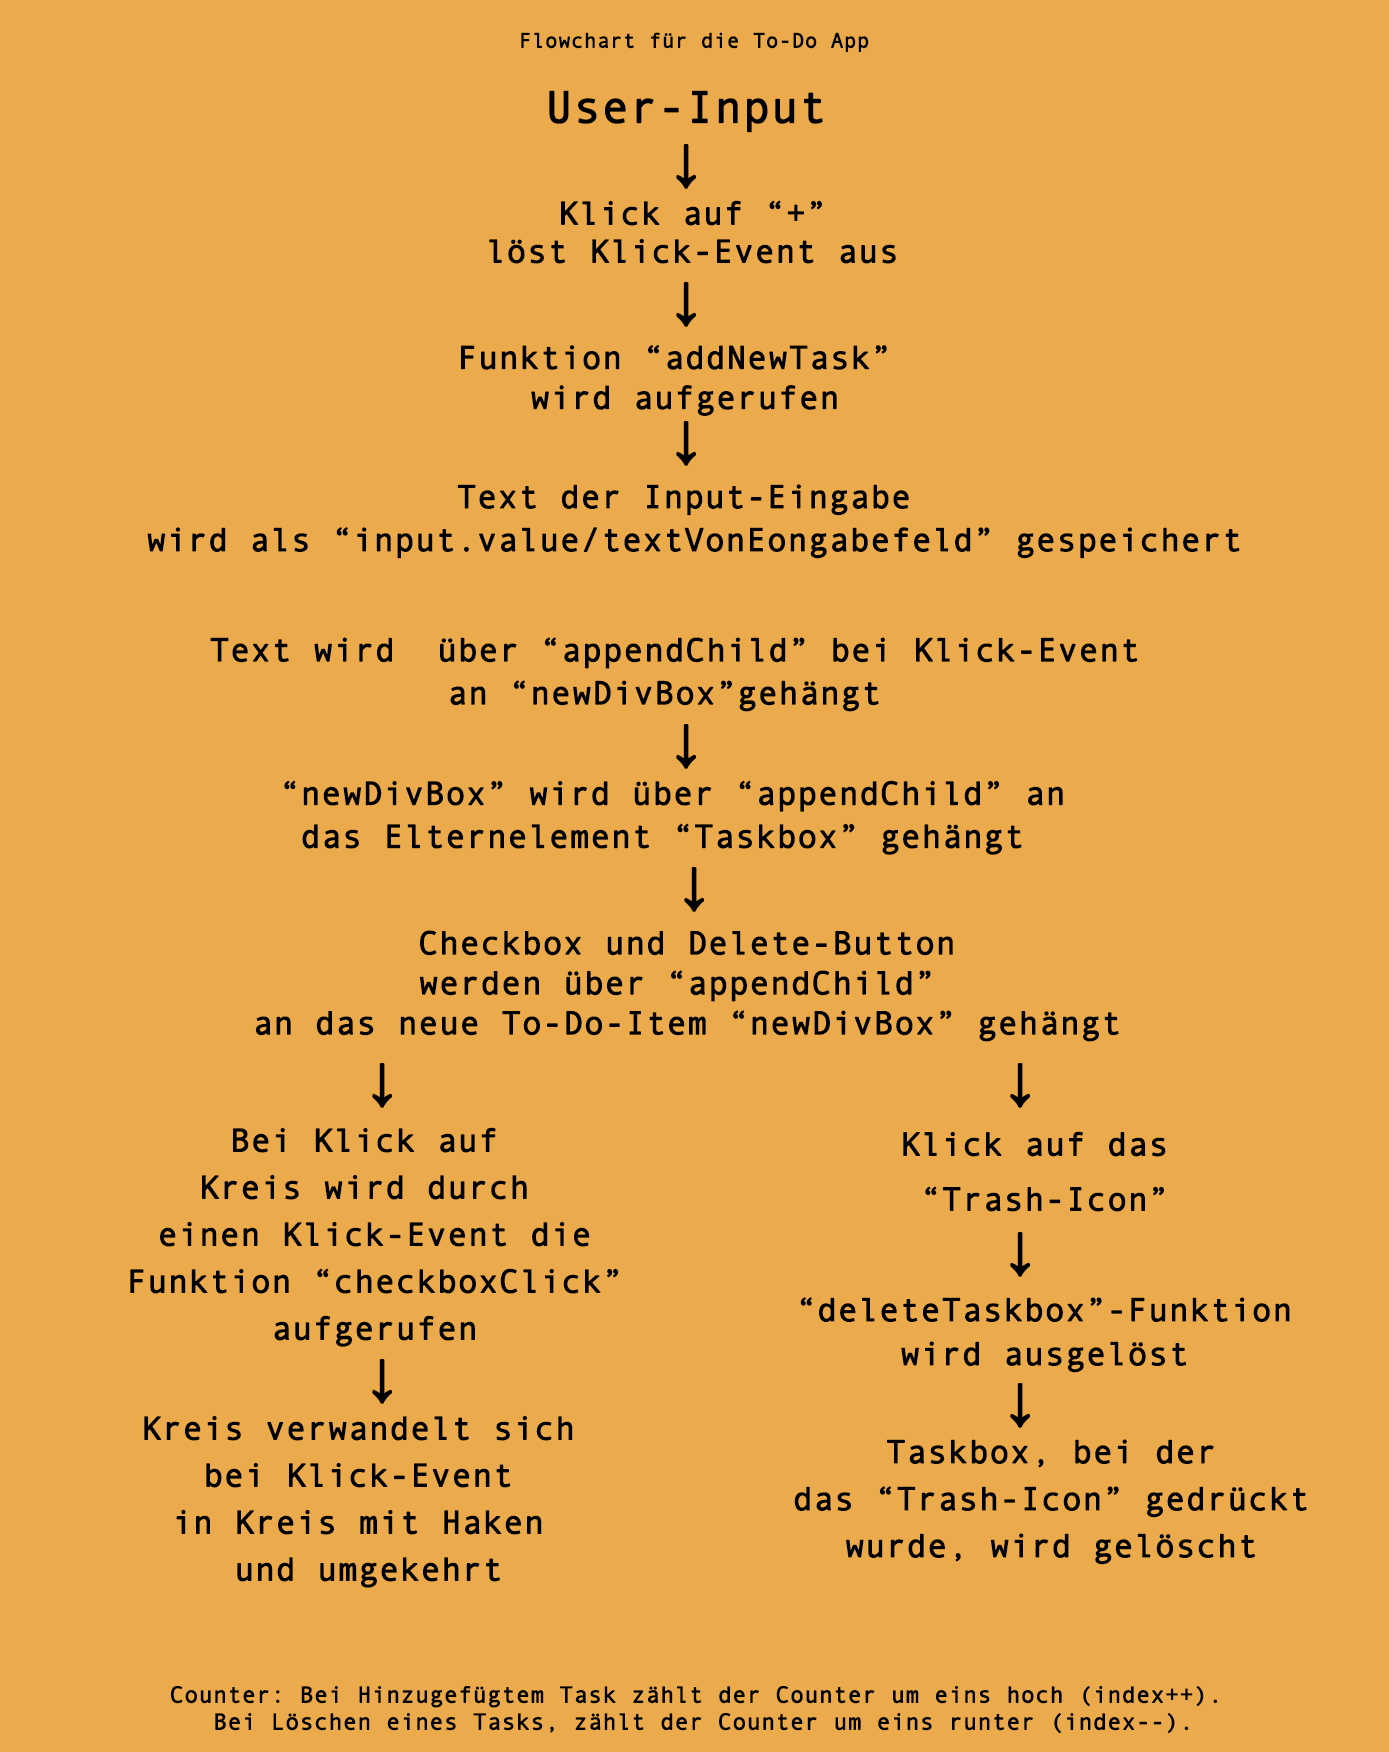 Flowchart für die To-Do App
User-Input
Klick auf “+”
löst Klick-Event aus
Funktion “addNewTask”
wird aufgerufen
Text der Input-Eingabe
wird als “input.value/textVonEongabefeld” gespeichert
Text wird  über “appendChild” bei Klick-Event
an “newDivBox”gehängt
“newDivBox” wird über “appendChild” an
das Elternelement “Taskbox” gehängt
Checkbox und Delete-Button
werden über “appendChild”
an das neue To-Do-Item “newDivBox” gehängt
Bei Klick auf
Kreis wird durch
einen Klick-Event die
Funktion “checkboxClick”
aufgerufen
Kreis verwandelt sich
bei Klick-Event
in Kreis mit Haken
und umgekehrt
Klick auf das
“Trash-Icon”
“deleteTaskbox”-Funktion
wird ausgelöst
Taskbox, bei der
das “Trash-Icon” gedrückt
wurde, wird gelöscht
Counter: Bei Hinzugefügtem Task zählt der Counter um eins hoch (index++).
Bei Löschen eines Tasks, zählt der Counter um eins runter (index--).